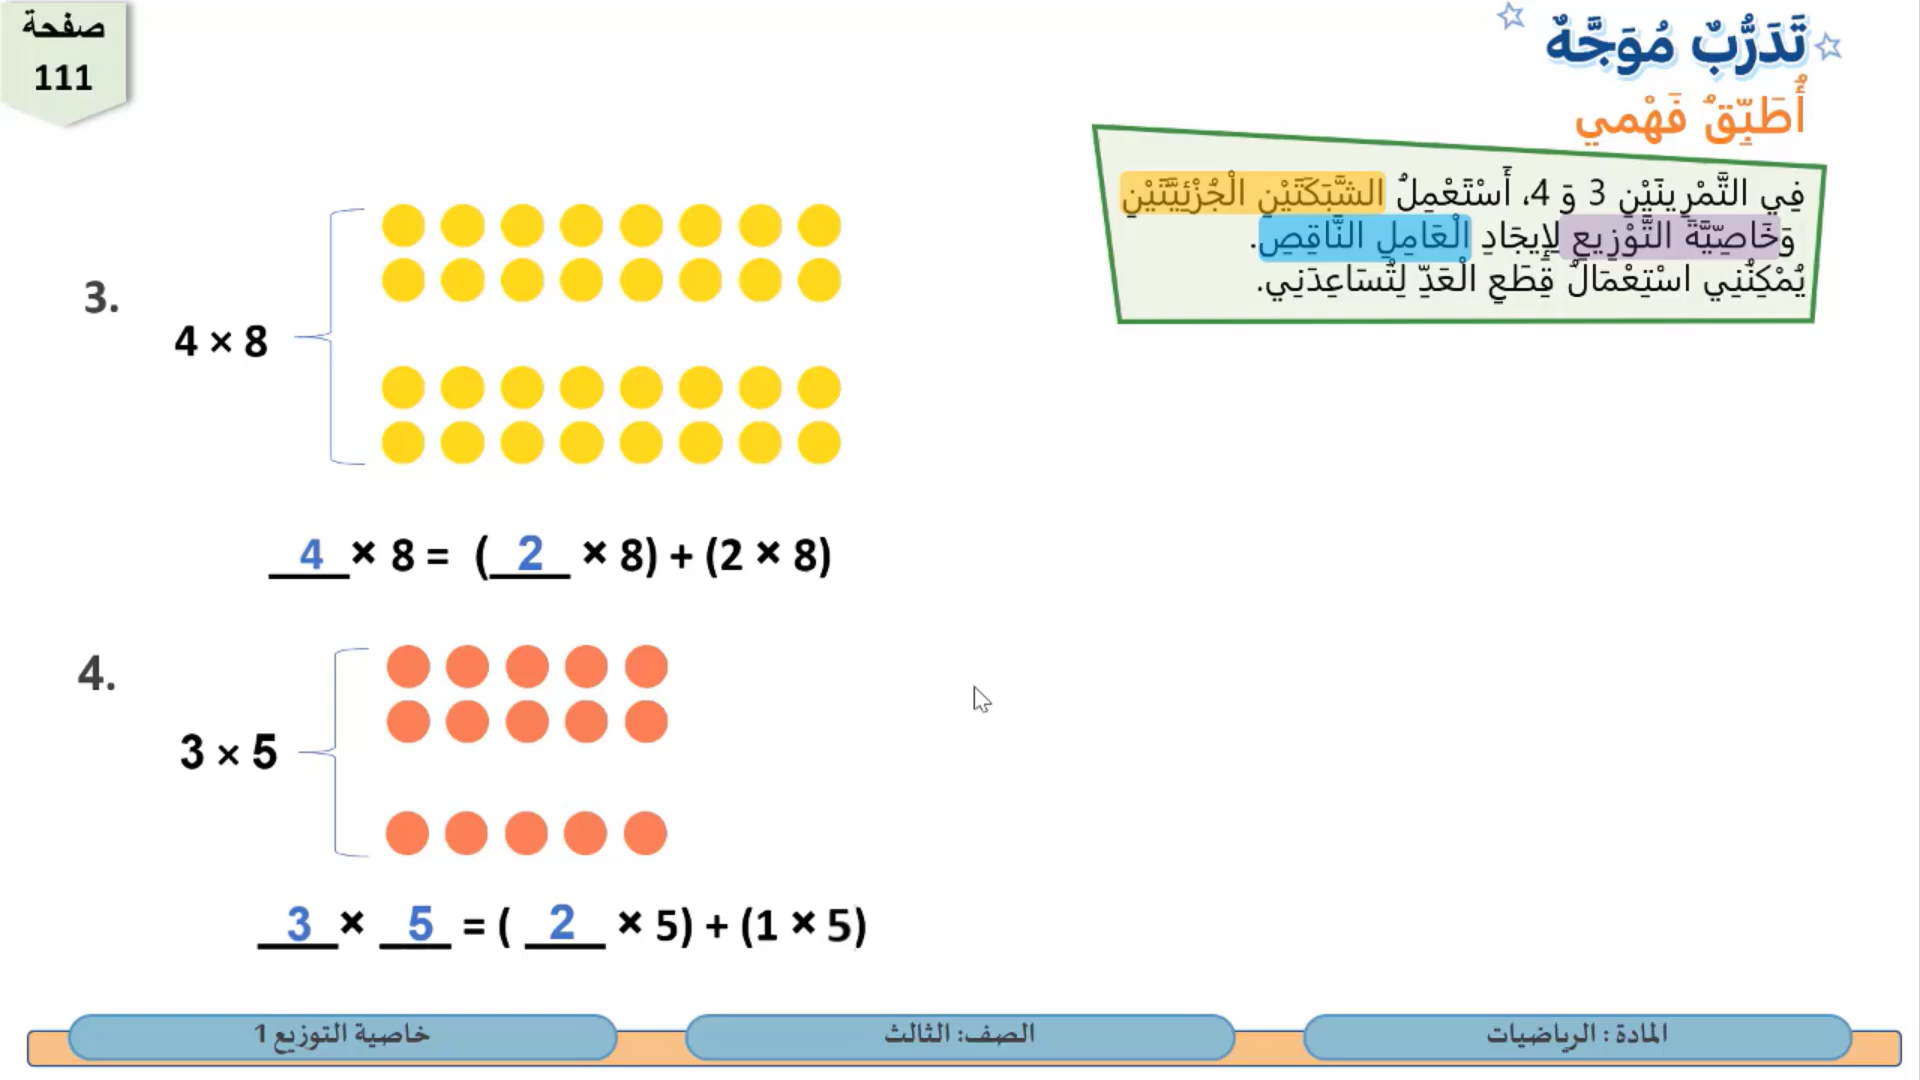 صفحة
111
تَدَرُّبٌ مُوَجَّهٌ
أُطَبِّقُ فَهْمي
فِي التَّمْرِينَيْنِ 3 وَ 4، أَسْتَعْمِلُ الشَّبَكَتَيْنِ الْجُزْئِيَّتَيْنِ
وَخَاصِيَّةَ التَّوْزِيعِ لِإِيجَادِ الْعَامِلِ النَّاقِصِ.
يُمْكِنُنِي اسْتِعْمَالُ قِطَعِ الْعَدِّ لِتُسَاعِدَنِي.
3.
4 × 8
4 × 8 = (2 × 8) + (2 × 8)
4.
3 × 5
3 × 5 = ( 2 × 5) + (1 × 5)
المادة : الرياضيات
الصف: الثالث
خاصية التوزيع 1